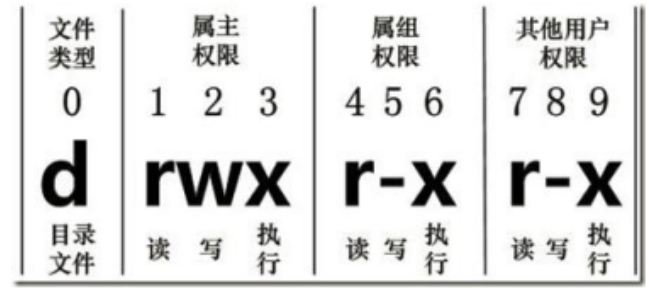 文件类型 属主权限 属组权限 其他用户权限
0 1 2 3 4 5 6 7 8 9
d rwx r-x r-x
目录文件 读 写 执行 读 写 执行 读 写 执行